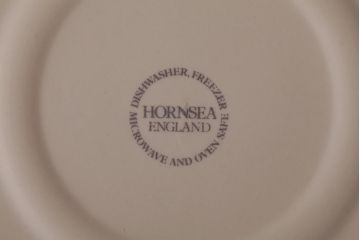 DISHWASHER, FREEZER
HORNSEA
ENGLAND
MICROWAVE AND OVEN SAFE